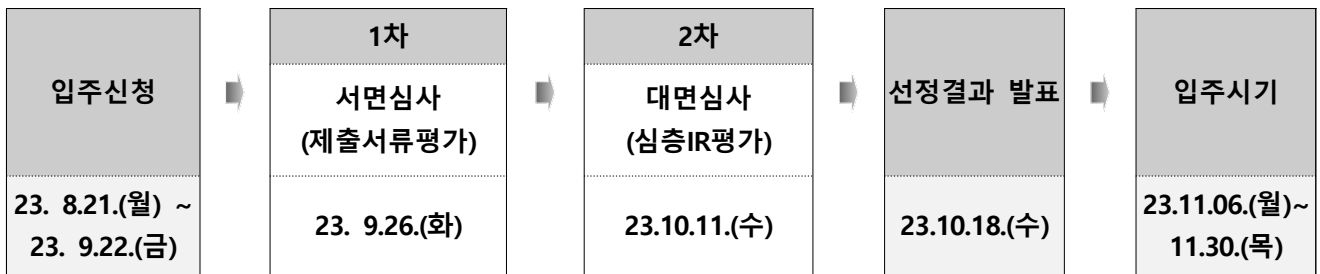 입주신청
23. 8.21.(월) ~
23. 9.22.(금)
1차
서면심사
(제출서류평가)
23. 9.26.(화)
2차
대면심사
(심층IR평가)
23.10.11.(수)
선정결과 발표
23.10.18.(수)
입주시기
23.11.06.(월)~
11.30.(목)